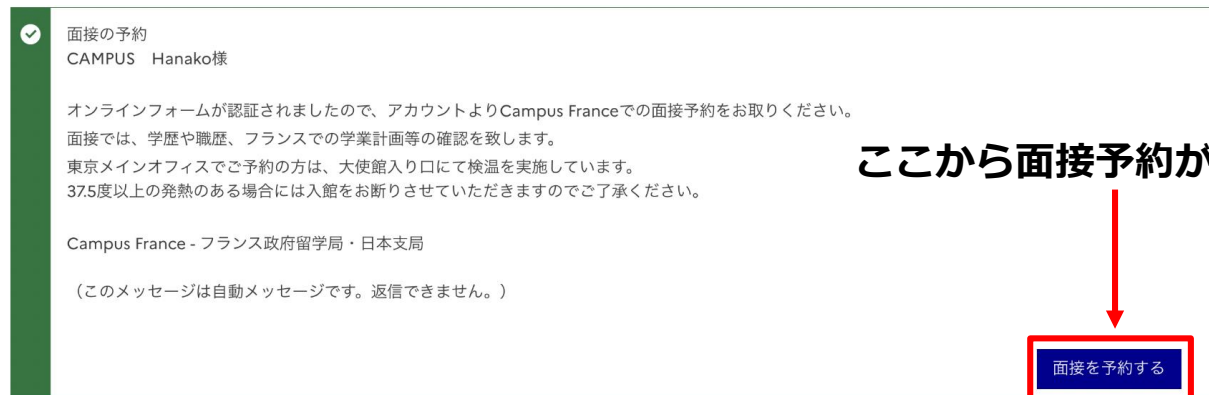 面接の予約
CAMPUS　Hanako様
オンラインフォームが認証されましたので、アカウントよりCampus Franceでの面接予約をお取りください。
面接では、学歴や職歴、フランスでの学業計画等の確認を致します。
東京メインオフィスでご予約の方は、大使館入り口にて検温を実施しています。
37.5度以上の発熱のある場合には入館をお断りさせていただきますのでご了承ください。
ここから面接予約が
Campus France - フランス政府留学局・日本支局
（このメッセージは自動メッセージです。返信できません。）
面接を予約する